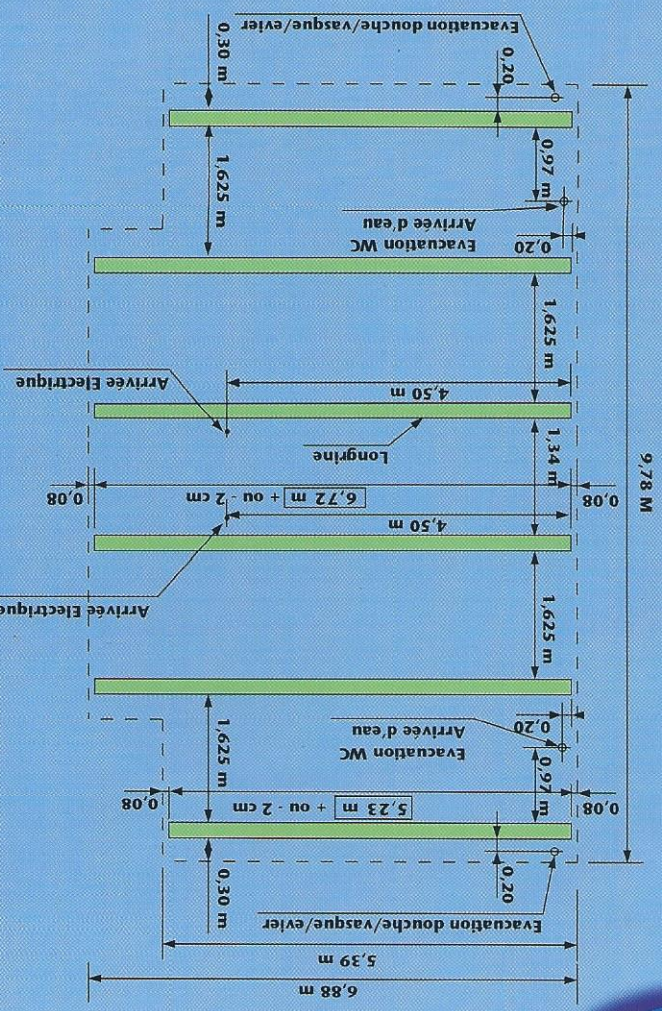 6,88 m
5,39 m
Evacuation douche/vasque/evier
0,20
0,30 m
0,08
5,23 m + ou - 2 cm
0,08
0,97 m
Evacuation WC
Arrivée d'eau
0,20
1,625 m
1,625 m
Arrivée Electrique
4,50 m
0,08
6,72 m + ou - 2 cm
0,08
9,78 M
1,34 m
Longrine
4,50 m
Arrivée Electrique
1,625 m
0,20
Evacuation WC
Arrivée d'eau
0,97 m
1,625 m
0,20
0,30 m
Evacuation douche/vasque/evier